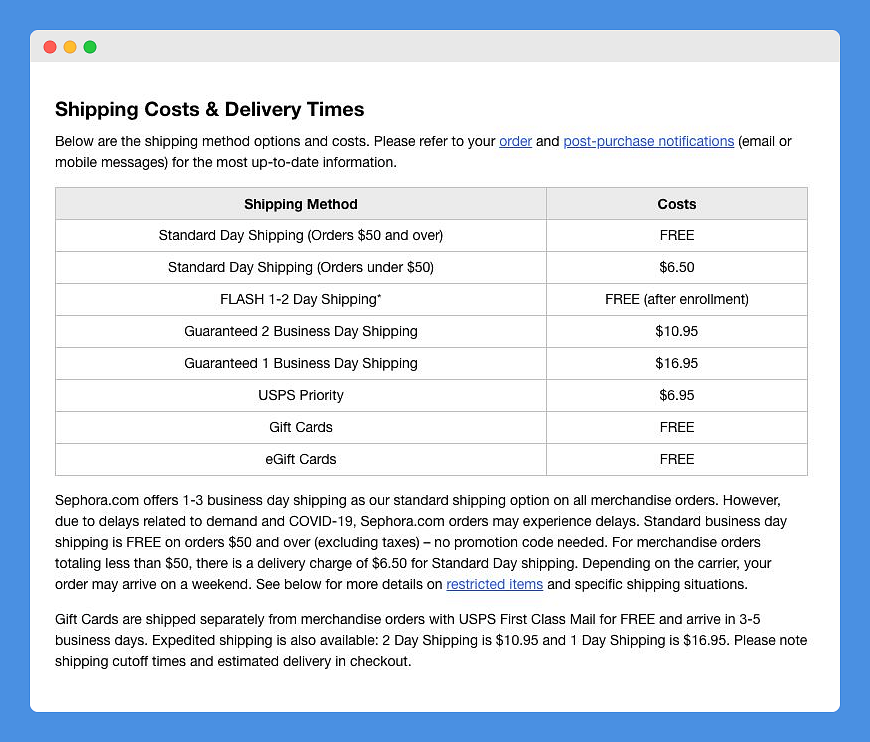 Shipping Costs & Delivery Times
Below are the shipping method options and costs. Please refer to your order and post-purchase notifications (email or
mobile messages) for the most up-to-date information.
Shipping Method Costs
Standard Day Shipping (Orders $50 and over) FREE
Standard Day Shipping (Orders under $50) $6.50
FLASH 1-2 Day Shipping* FREE (after enrollment)
Guaranteed 2 Business Day Shipping $10.95
Guaranteed 1 Business Day Shipping $16.95
USPS Priority $6.95
Gift Cards FREE
eGift Cards FREE
Sephora.com offers 1-3 business day shipping as our standard shipping option on all merchandise orders. However,
due to delays related to demand and COVID-19, Sephora.com orders may experience delays. Standard business day
shipping is FREE on orders $50 and over (excluding taxes) – no promotion code needed. For merchandise orders
totaling less than $50, there is a delivery charge of $6.50 for Standard Day shipping. Depending on the carrier, your
order may arrive on a weekend. See below for more details on restricted items and specific shipping situations.
Gift Cards are shipped separately from merchandise orders with USPS First Class Mail for FREE and arrive in 3-5
business days. Expedited shipping is also available: 2 Day Shipping is $10.95 and 1 Day Shipping is $16.95. Please note
shipping cutoff times and estimated delivery in checkout.